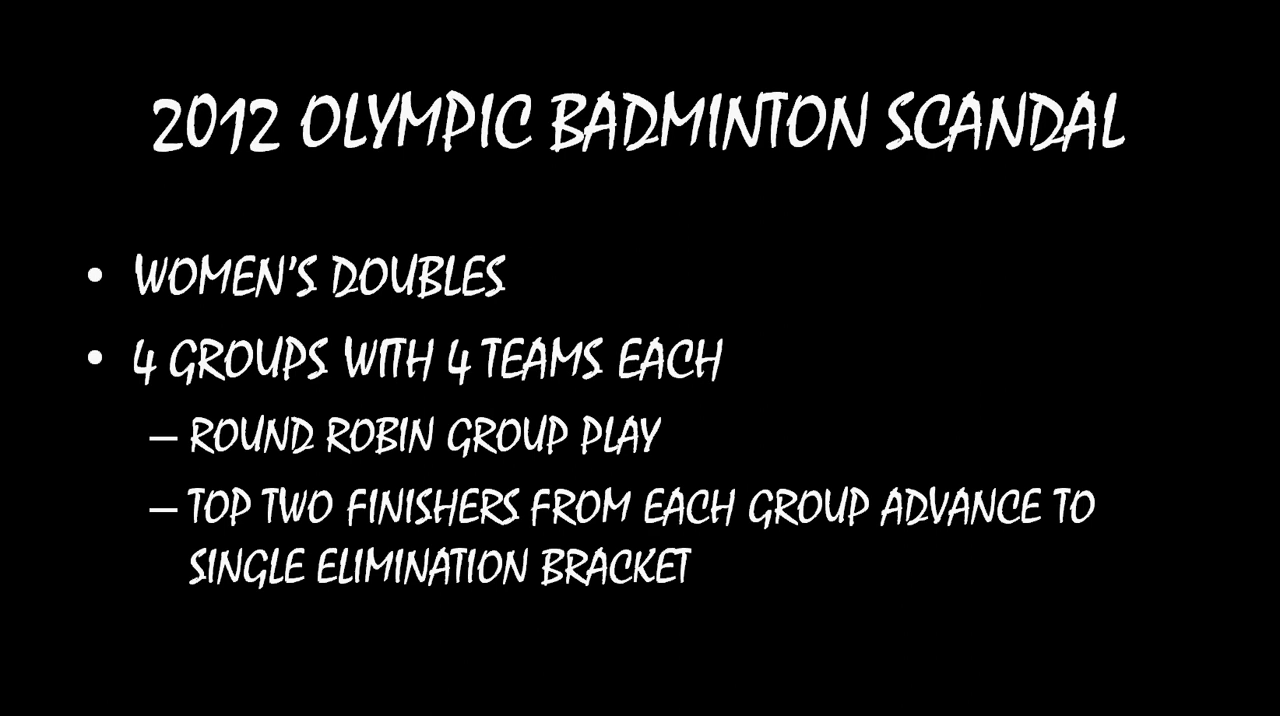 2012 OLYMPIC BADMINTON SCANDAL
• WOMEN'S DOUBLES
• 4 GROUPS WITH 4 TEAMS EACH
– ROUND ROBIN GROUP PLAY
– TOP TWO FINISHERS FROM EACH GROUP ADVANCE TO
SINGLE ELIMINATION BRACKET